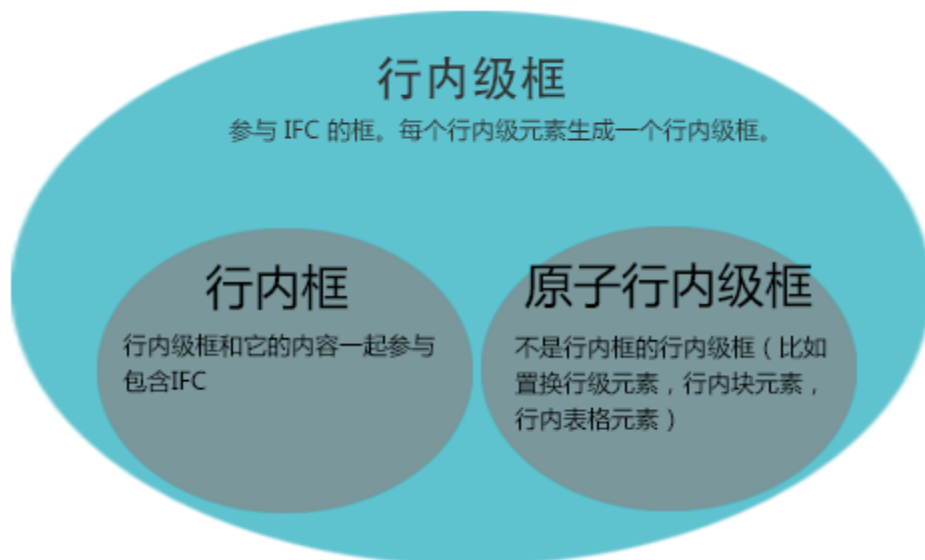 行内级框
参与 IFC 的框。每个行内级元素生成一个行内级框。
行内框
行内级框和它的内容一起参与
包含IFC
原子行内级框
不是行内框的行内级框（比如
置换行级元素，行内块元素，
行内表格元素）